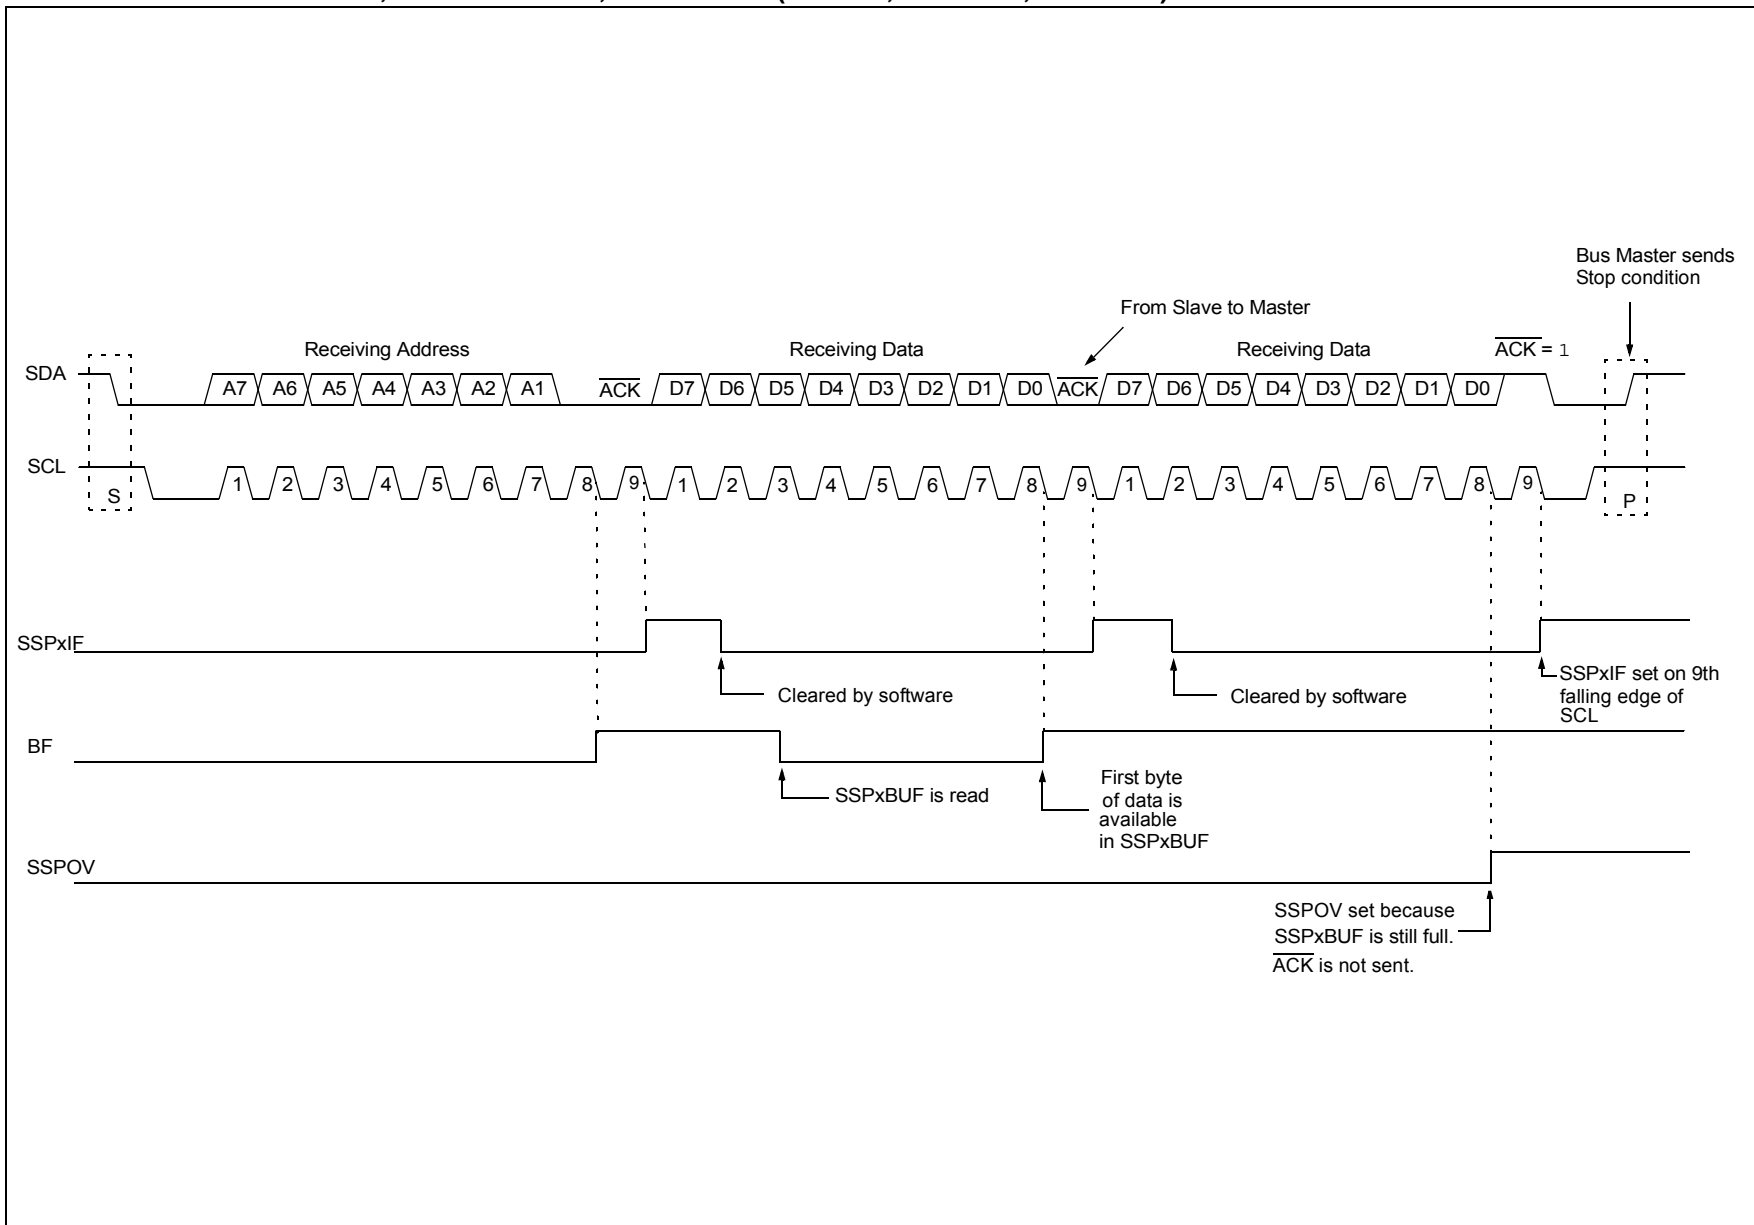 Bus Master sends
Stop condition
From Slave to Master
Receiving Address
Receiving Data
Receiving Data
ACK = 1
SDA
A7 A6 A5 A4 A3 A2 A1 ACK D7 D6 D5 D4 D3 D2 D1 D0 ACK D7 D6 D5 D4 D3 D2 D1 D0
SCL
S 1 2 3 4 5 6 7 8 9 1 2 3 4 5 6 7 8 9 1 2 3 4 5 6 7 8 9 P
SSPxIF
Cleared by software
Cleared by software
SSPxIF set on 9th
falling edge of
SCL
BF
SSPxBUF is read
First byte
of data is
available
in SSPxBUF
SSPOV
SSPOV set because
SSPxBUF is still full.
ACK is not sent.